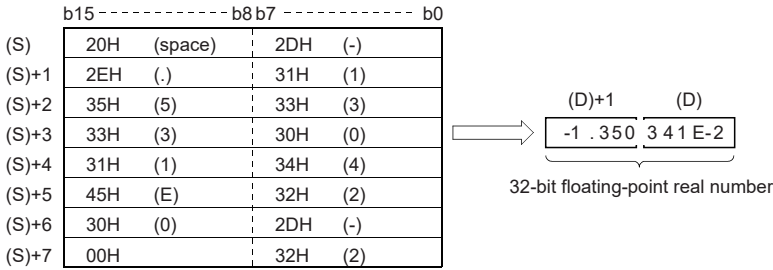 b15 b8 b7 b0
(S) 20H (space) 2DH (-)
(S)+1 2EH (.) 31H (1)
(S)+2 35H (5) 33H (3)
(S)+3 33H (3) 30H (0)
(S)+4 31H (1) 34H (4)
(S)+5 45H (E) 32H (2)
(S)+6 30H (0) 2DH (-)
(S)+7 00H 32H (2)
(D)+1 (D)
-1 .350 3 4 1 E-2
32-bit floating-point real number